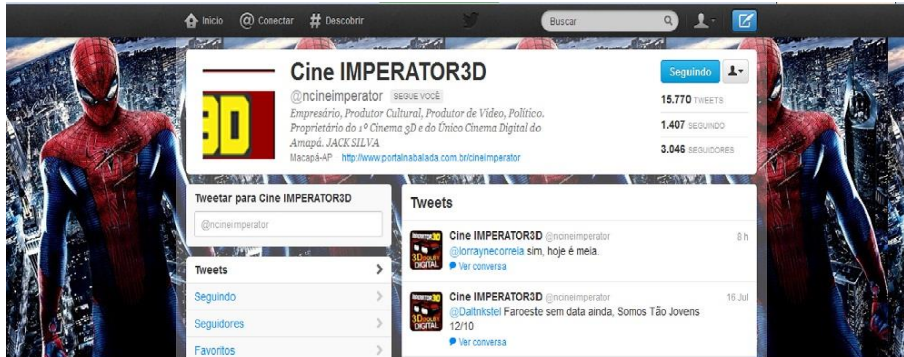 Início @ Conectar # Descobrir Buscar
Cine IMPERATOR3D
@ncineimperator SEGUE VOCÊ
Empresário, Produtor Cultural, Produtor de Vídeo, Político.
Proprietário do 1º Cinema 3D e do Único Cinema Digital do
Amapá. JACK SILVA
Macapá-AP http://www.portalnabalada.com.br/cineimperator
3D
Seguindo
15.770 TWEETS
1.407 SEGUINDO
3.046 SEGUIDORES
Tweetar para Cine IMPERATOR3D
@ncineimperator
Tweets
Seguindo
Seguidores
Favoritos
Tweets
Cine IMPERATOR3D @ncineimperator 8 h
@lorraynecorreia sim, hoje é meia.
Ver conversa
Cine IMPERATOR3D @ncineimperator 16 Jul
@Daltnkstel Faroeste sem data ainda, Somos Tão Jovens
12/10
Ver conversa